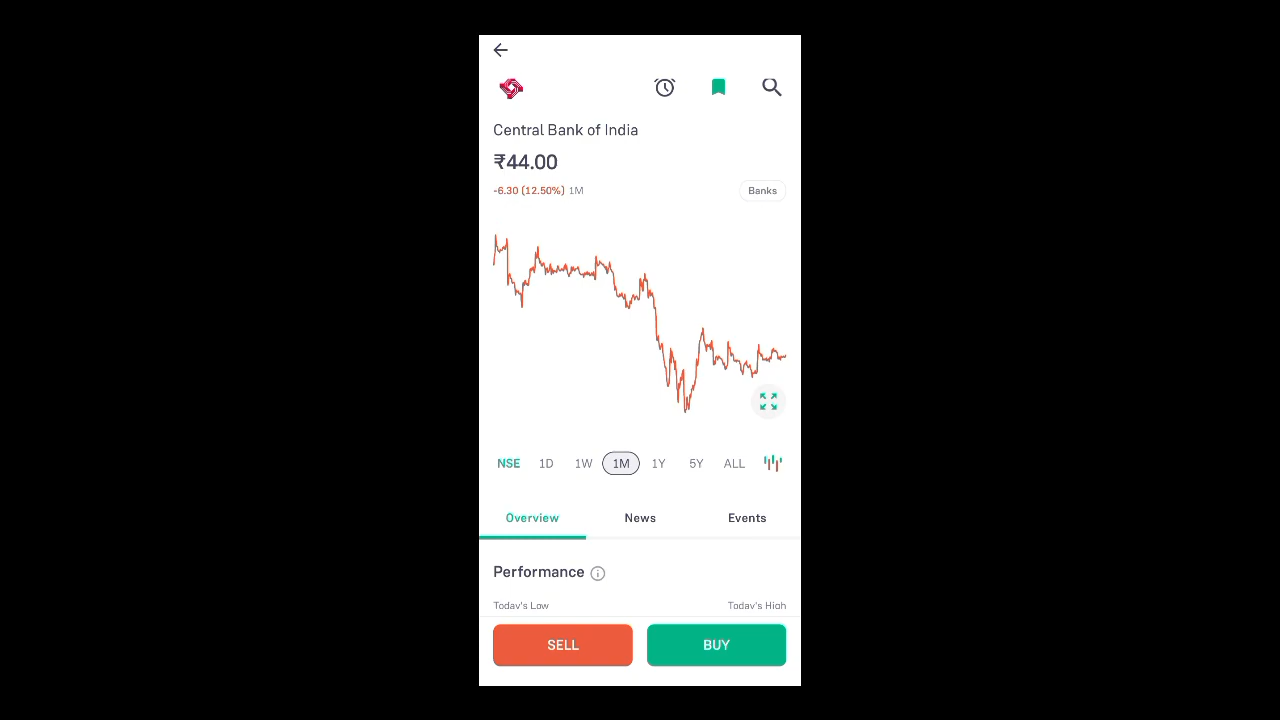 Central Bank of India
₹44.00
-6.30 (12.50%) 1M
Banks
NSE 1D 1W 1M 1Y 5Y ALL
Overview News Events
Performance
Today's Low Today's High
SELL BUY